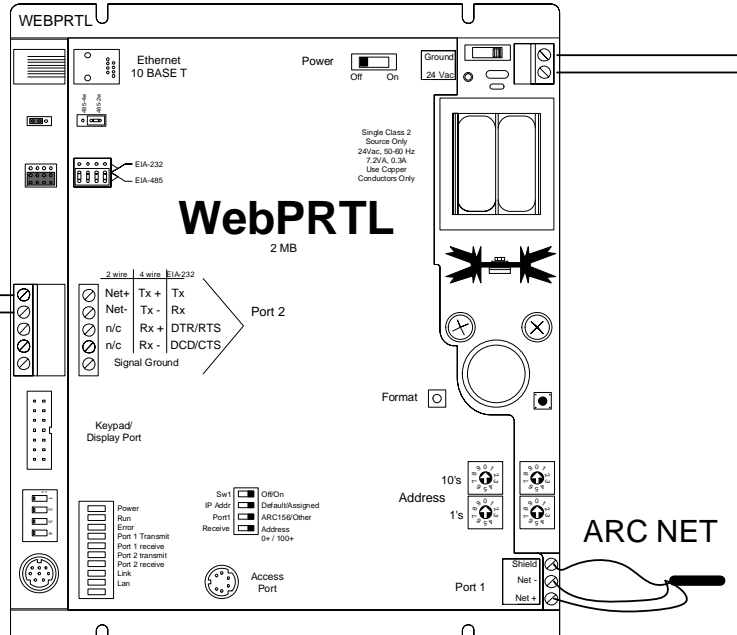 WEBPRTL
Ethernet
10 BASE T
Power
Off On
Ground
24 Vac
485-4w
485-2w
EIA-232
EIA-485
Single Class 2
Source Only
24Vac, 50-60 Hz
7.2VA, 0.3A
Use Copper
Conductors Only
WebPRTL
2 MB
2 wire 4 wire EIA-232
Net+ Tx + Tx
Net- Tx - Rx
n/c Rx + DTR/RTS
n/c Rx - DCD/CTS
Signal Ground
Port 2
Format
Keypad/
Display Port
10's
Address
1's
Sw1 Off/On
IP Addr Default/Assigned
Port1 ARC156/Other
Receive Address
0+ / 100+
Power
Run
Error
Port 1 Transmit
Port 1 receive
Port 2 transmit
Port 2 receive
Link
Lan
Access
Port
Port 1
Shield
Net -
Net +
ARC NET